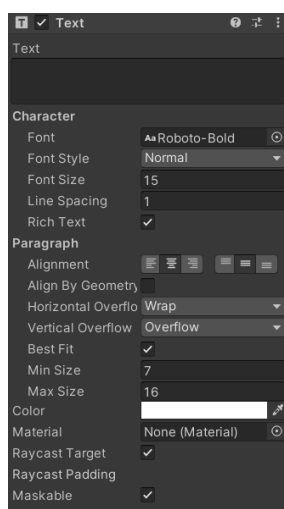 Text
Text
Character
Font Aa Roboto-Bold
Font Style Normal
Font Size 15
Line Spacing 1
Rich Text
Paragraph
Alignment
Align By Geometry
Horizontal Overflo Wrap
Vertical Overflow Overflow
Best Fit
Min Size 7
Max Size 16
Color
Material None (Material)
Raycast Target
Raycast Padding
Maskable